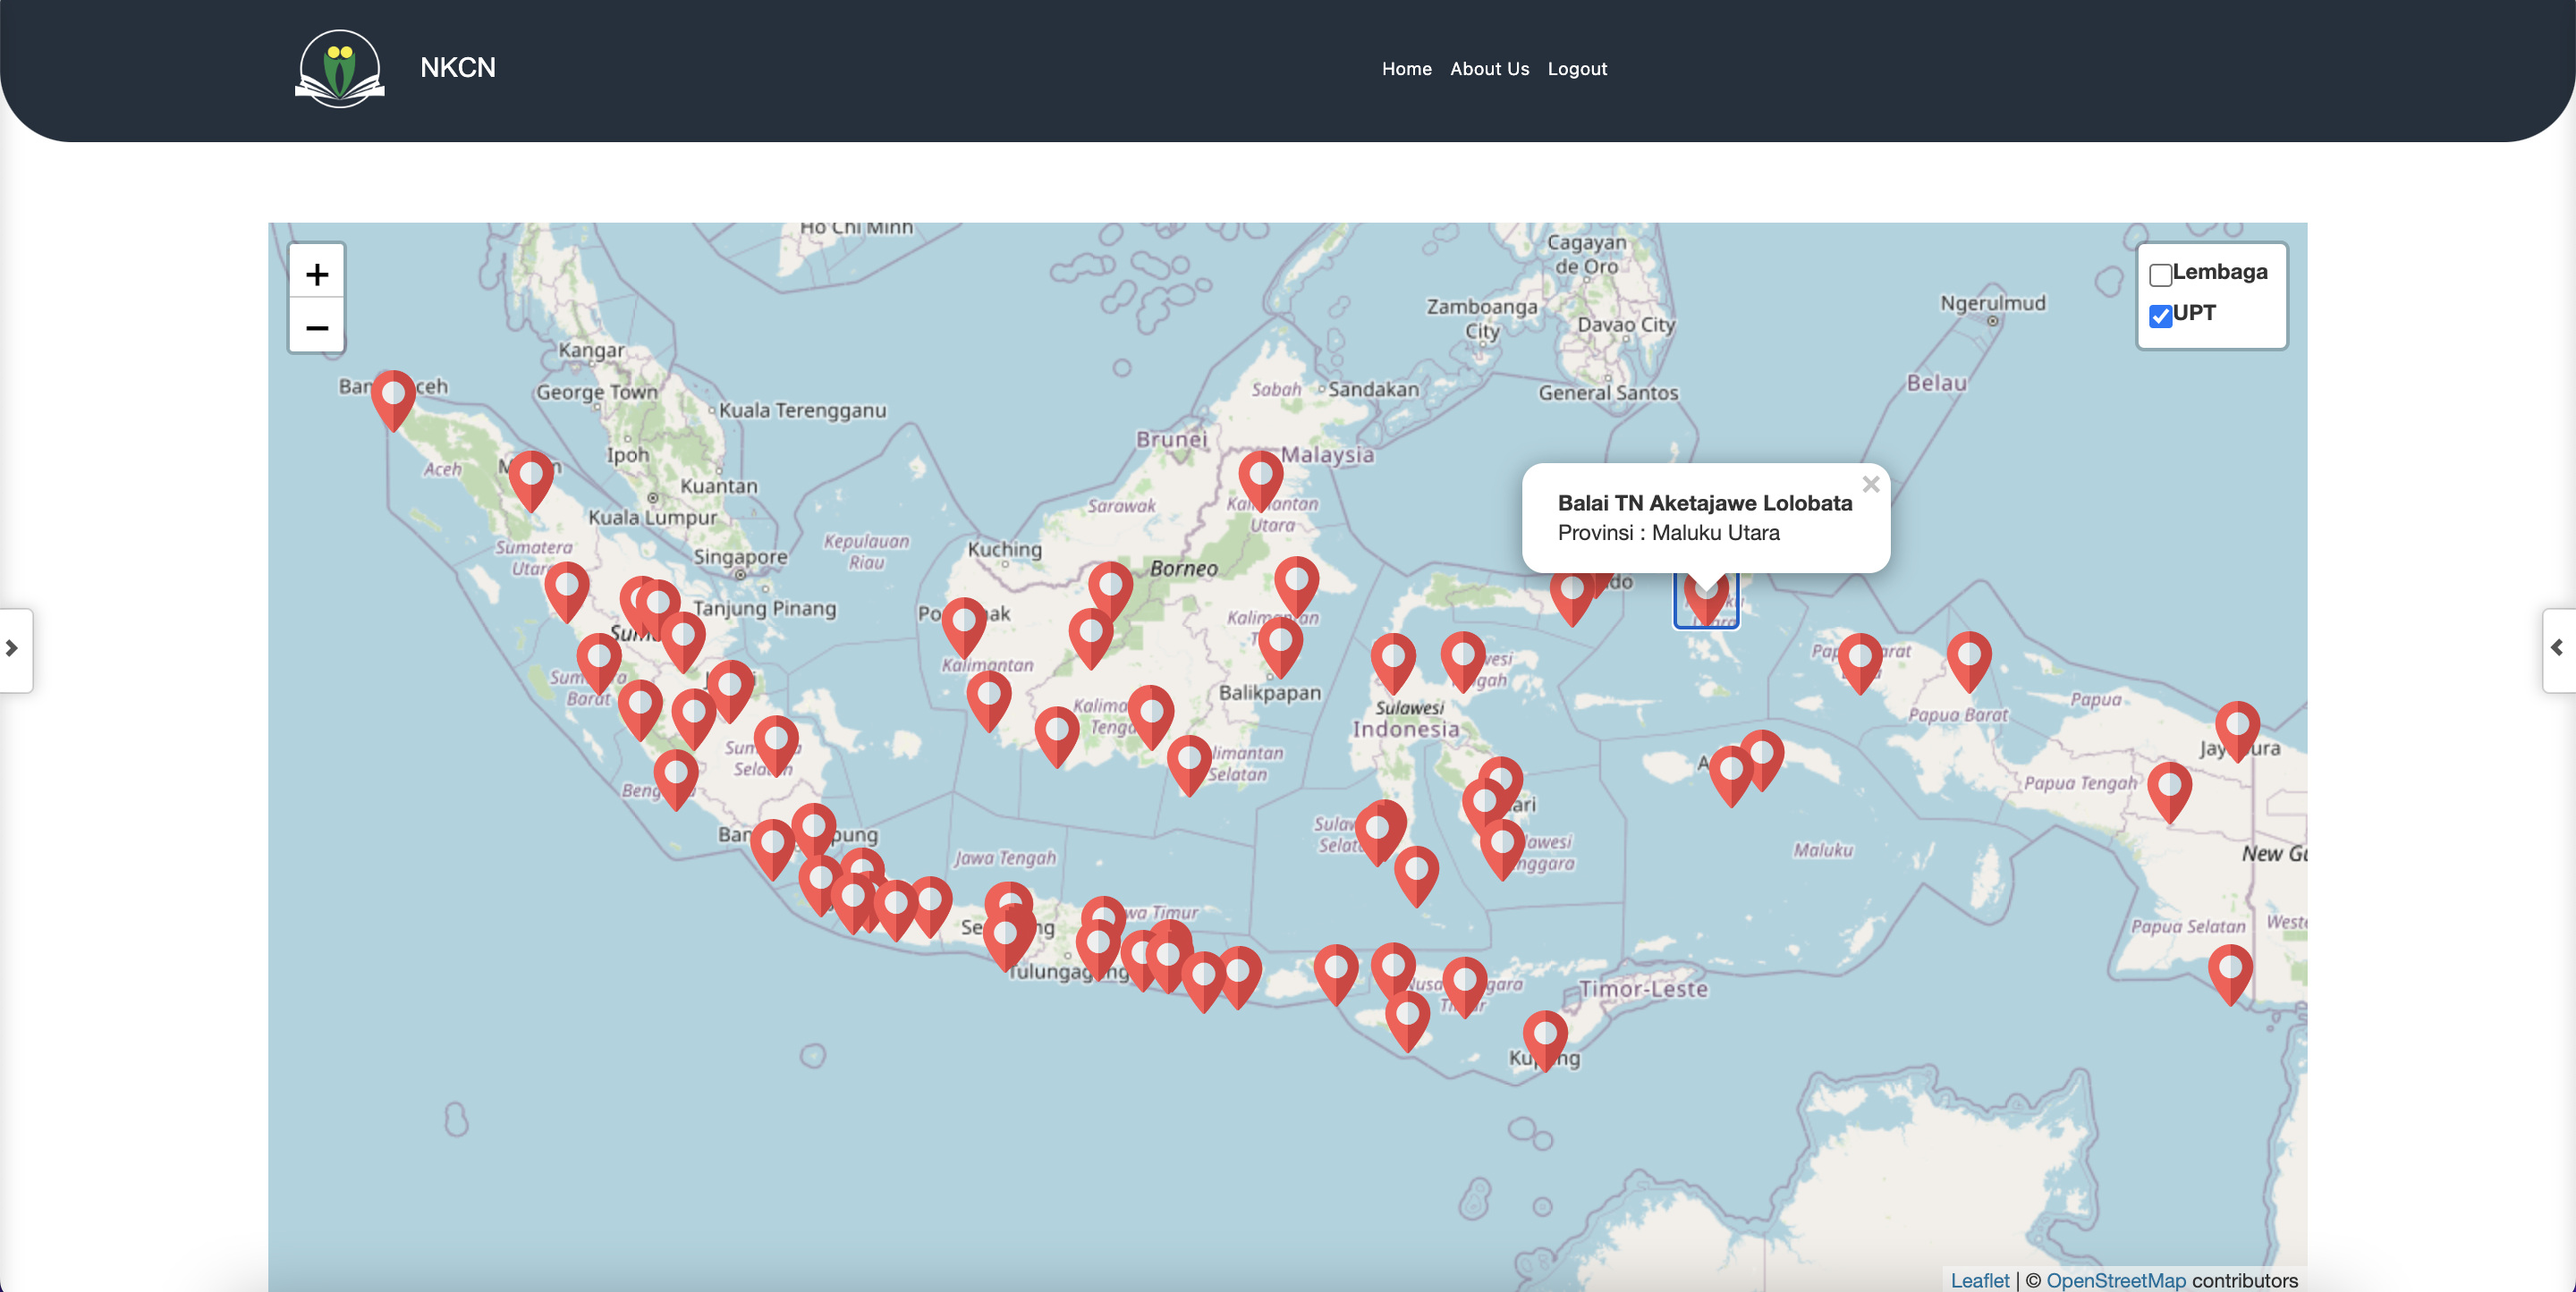 NKCN
Home About Us Logout
Ho Chi Minh
Cagayan
de Oro
+
−
Lembaga
UPT
Zamboanga
City
Davao City
Ngerulmud
Kangar
George Town
Sabah
Sandakan
General Santos
Belau
Kuala Terengganu
Brunei
Malaysia
Ipoh
Aceh
Kuantan
Kuala Lumpur
Sarawak
Utara
Balai TN Aketajawe Lolobata
Provinsi : Maluku Utara
×
Kepulauan
Riau
Kuching
Singapore
Sumatera
Borneo
Tanjung Pinang
Kalimantan
Balikpapan
Barat
Sulawesi
Indonesia
Papua
Papua Barat
Papua Tengah
Selatan
Jawa Tengah
Maluku
Papua Selatan
Timor-Leste
Leaflet | © OpenStreetMap contributors